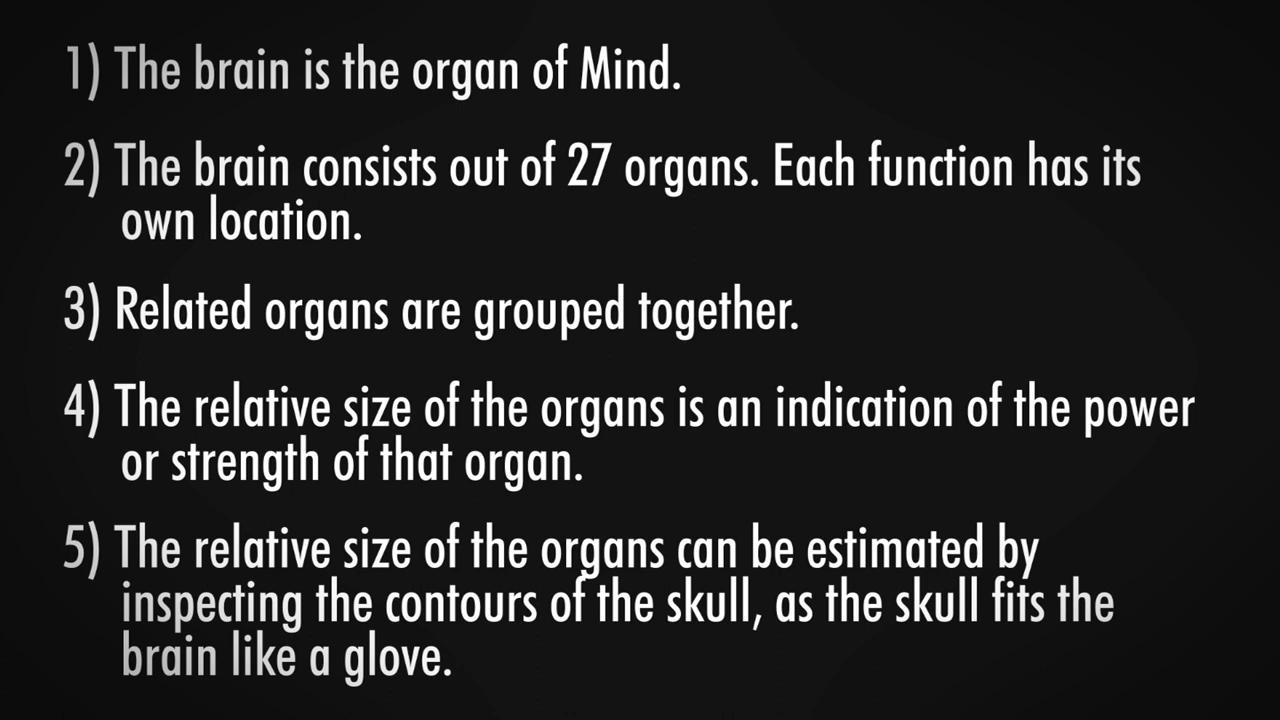 1) The brain is the organ of Mind.
2) The brain consists out of 27 organs. Each function has its
own location.
3) Related organs are grouped together.
4) The relative size of the organs is an indication of the power
or strength of that organ.
5) The relative size of the organs can be estimated by
inspecting the contours of the skull, as the skull fits the
brain like a glove.